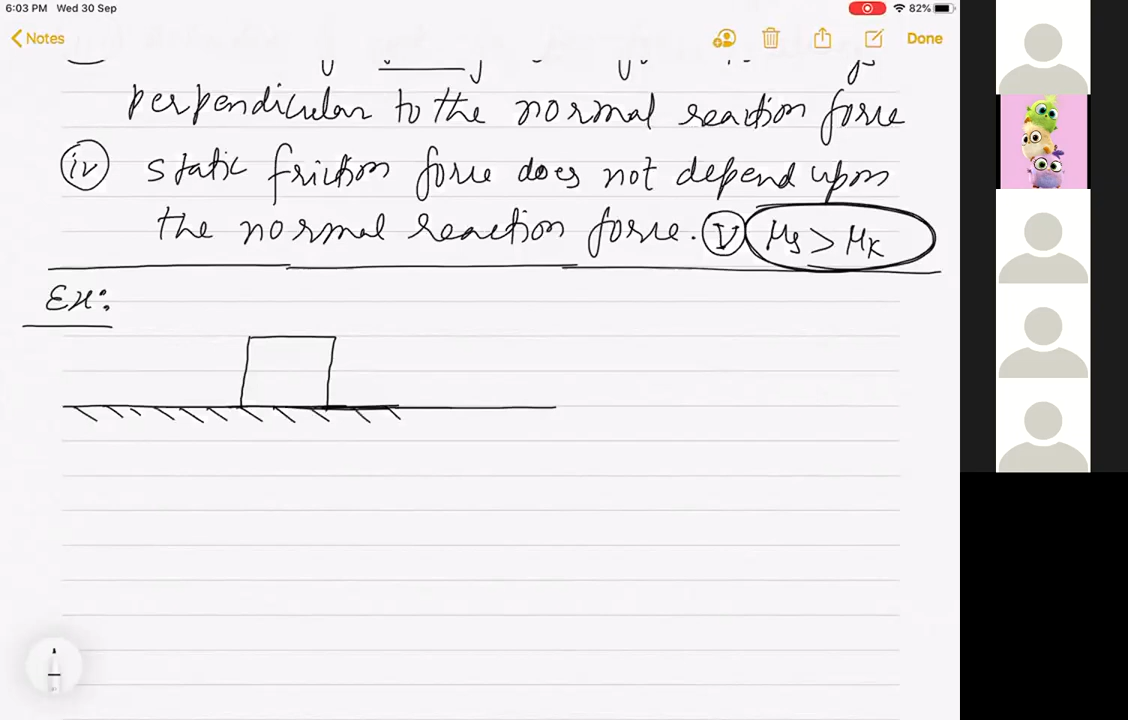 6:03 PM Wed 30 Sep
82%
Notes
Done
perpendicular to the normal reaction force
(iv) static friction force does not depend upon
the normal reaction force. (V) μs > μK
Ex: